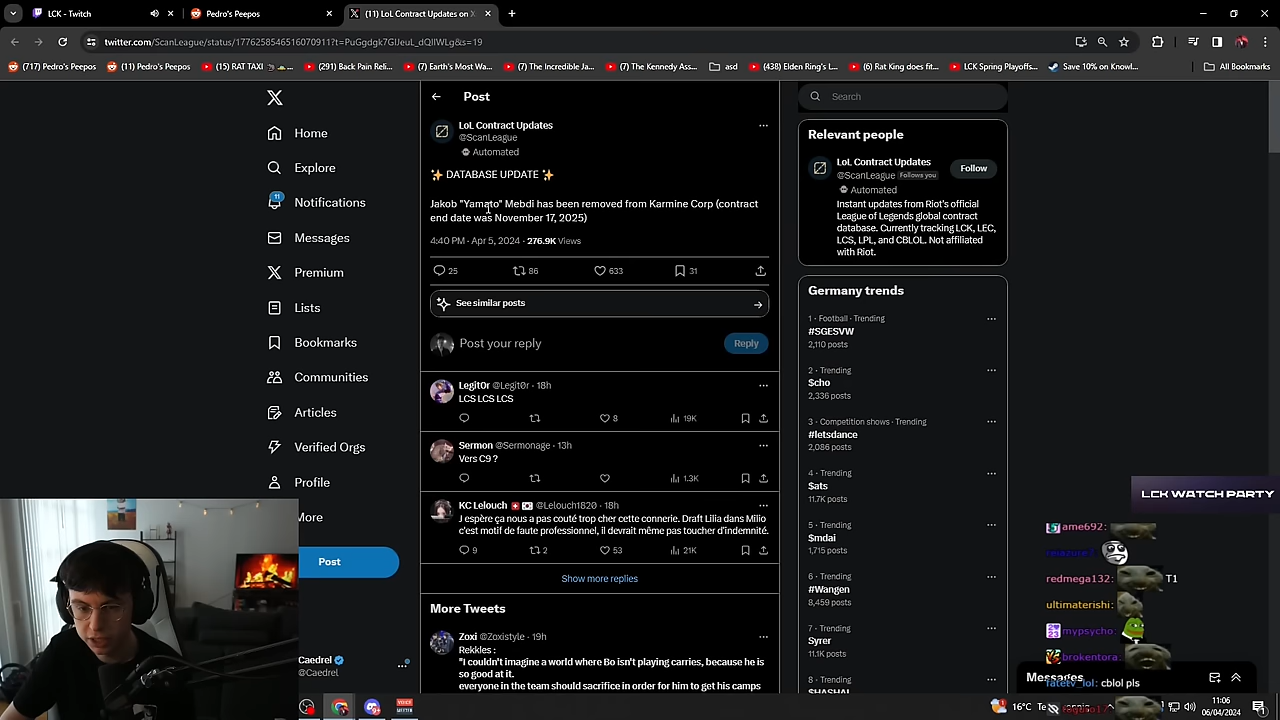 LCK - Twitch
Pedro's Peepos
(11) LoL Contract Updates on X
twitter.com/ScanLeague/status/1776258546516070911?t=PuGgdgk7GlJeuL_dQIlWLg&s=19
(717) Pedro's Peepos
(11) Pedro's Peepos
(15) RAT TAXI
(291) Back Pain Reli...
(7) Earth's Most Wa...
(7) The Incredible Ja...
(7) The Kennedy Ass...
asd
(438) Elden Ring's L...
(6) Rat King does fit...
LCK Spring Playoffs...
Save 10% on Knowl...
All Bookmarks
Home
Explore
11
Notifications
Messages
Premium
Lists
Bookmarks
Communities
Articles
Verified Orgs
Profile
More
Post
Caedrel
@Caedrel
Post
LoL Contract Updates
@ScanLeague
Automated
✨ DATABASE UPDATE ✨
Jakob "Yamato" Mebdi has been removed from Karmine Corp (contract
end date was November 17, 2025)
4:40 PM · Apr 5, 2024 · 276.9K Views
25 86 633 31
See similar posts
Post your reply
Reply
Legit0r @Legit0r · 18h
LCS LCS LCS
8 19K
Sermon @Sermonage · 13h
Vers C9 ?
1.3K
KC Lelouch @Lelouch1820 · 18h
J espère ça nous a pas couté trop cher cette connerie. Draft Lilia dans Milio
c'est motif de faute professionnel, il devrait même pas toucher d'indemnité.
9 2 53 21K
Show more replies
More Tweets
Zoxi @Zoxistyle · 19h
Rekkles :
"I couldn't imagine a world where Bo isn't playing carries, because he is
so good at it.
everyone in the team should sacrifice in order for him to get his camps
Search
Relevant people
LoL Contract Updates
@ScanLeague Follows you
Follow
Automated
Instant updates from Riot's official
League of Legends global contract
database. Currently tracking LCK, LEC,
LCS, LPL, and CBLOL. Not affiliated
with Riot.
Germany trends
1 · Football · Trending
#SGESVW
2,110 posts
2 · Trending
$cho
2,336 posts
3 · Competition shows · Trending
#letsdance
2,086 posts
4 · Trending
$ats
11.7K posts
5 · Trending
$mdai
1,715 posts
6 · Trending
#Wangen
8,459 posts
7 · Trending
Syrer
11.1K posts
8 · Trending
LCK WATCH PARTY
ame692:
redmega132: T1
ultimaterishi:
mypsycho:
brokentora:
Messages
fatetv_lol: cblol pls
16°C
11:06
06/04/2024